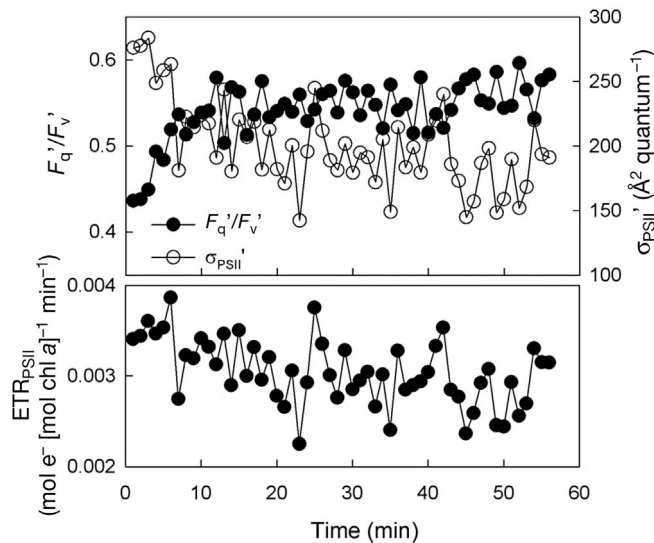 0.6
0.5
0.4
Fq’/Fv’
300
250
200
150
100
σPSII’ (Å² quantum⁻¹)
Fq’/Fv’
σPSII'
0.004
0.003
0.002
ETRPSII
(mol e⁻ [mol chl a]⁻¹ min⁻¹)
0 10 20 30 40 50 60
Time (min)